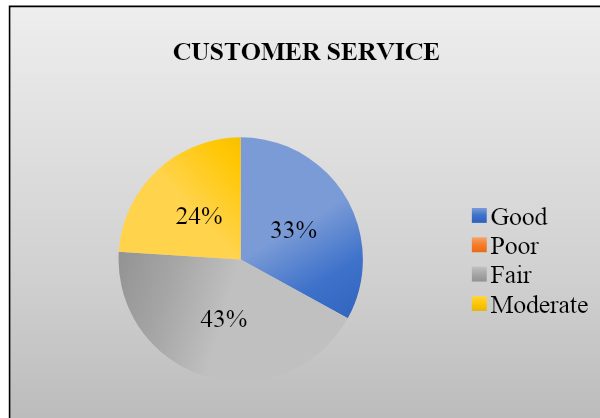 CUSTOMER SERVICE
24%
33%
43%
Good
Poor
Fair
Moderate